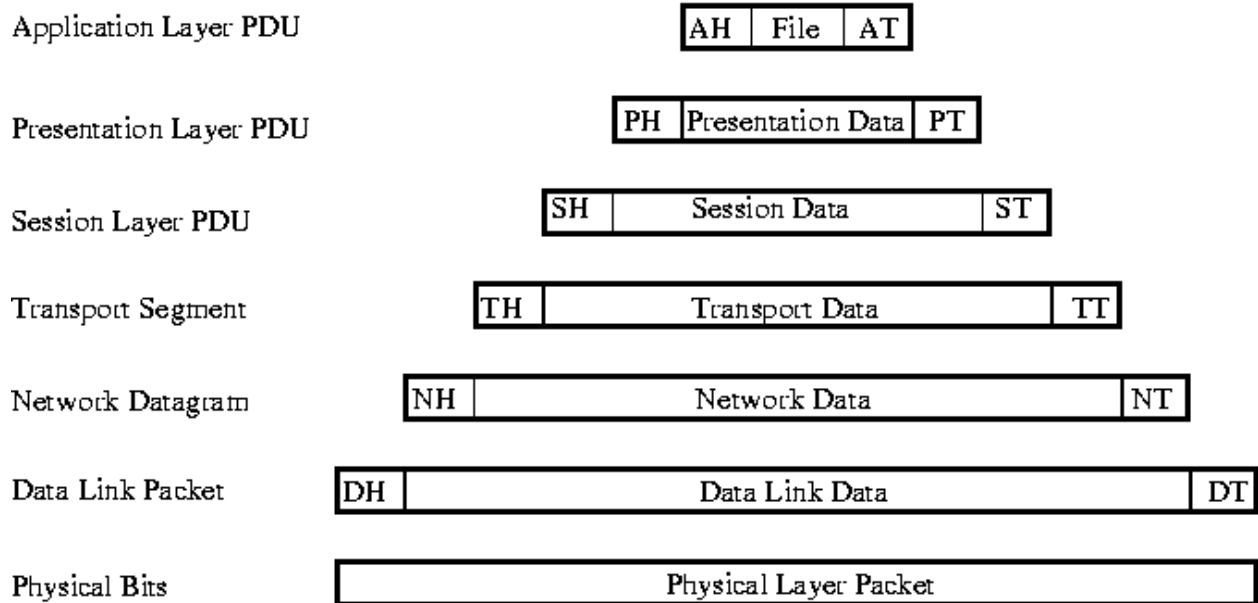 Application Layer PDU AH File AT
Presentation Layer PDU PH Presentation Data PT
Session Layer PDU SH Session Data ST
Transport Segment TH Transport Data TT
Network Datagram NH Network Data NT
Data Link Packet DH Data Link Data DT
Physical Bits Physical Layer Packet